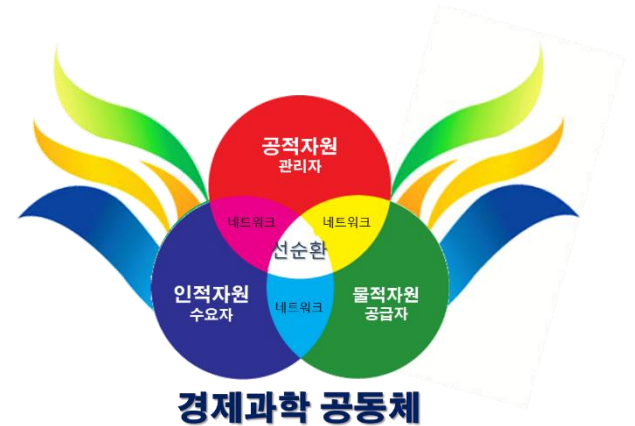 공적자원
관리자
네트워크
네트워크
선순환
인적자원
수요자
네트워크
물적자원
공급자
경제과학 공동체